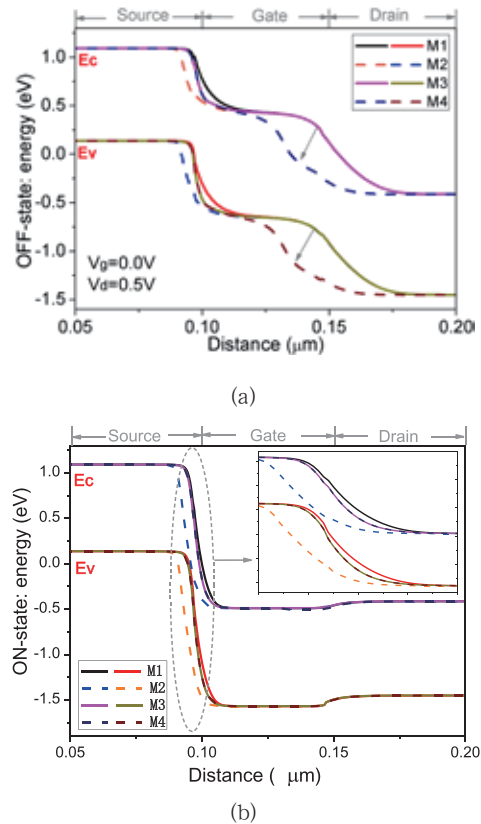 Source Gate Drain
OFF-state: energy (eV)
1.0
0.5
0.0
-0.5
-1.0
-1.5
Ec
Ev
M1
M2
M3
M4
Vg=0.0V
Vd=0.5V
0.05 0.10 0.15 0.20
Distance (μm)
(a)
Source Gate Drain
ON-state: energy (eV)
1.0
0.5
0.0
-0.5
-1.0
-1.5
Ec
Ev
M1
M2
M3
M4
0.05 0.10 0.15 0.20
Distance ( μm)
(b)